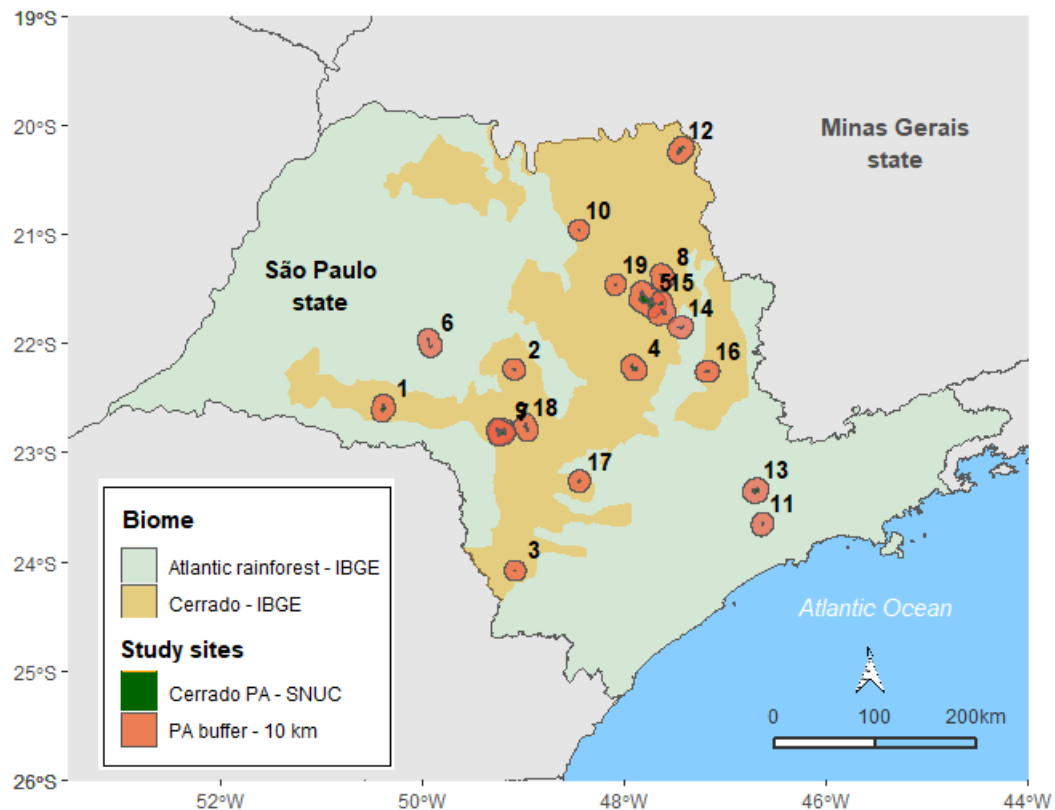 19°S
20°S
21°S
22°S
23°S
24°S
25°S
26°S
12
Minas Gerais
state
10
São Paulo
state
19
8
5
15
14
6
2
4
16
1
9
18
17
13
11
3
Biome
Atlantic rainforest - IBGE
Cerrado - IBGE
Study sites
Cerrado PA - SNUC
PA buffer - 10 km
Atlantic Ocean
0 100 200km
52°W 50°W 48°W 46°W 44°W